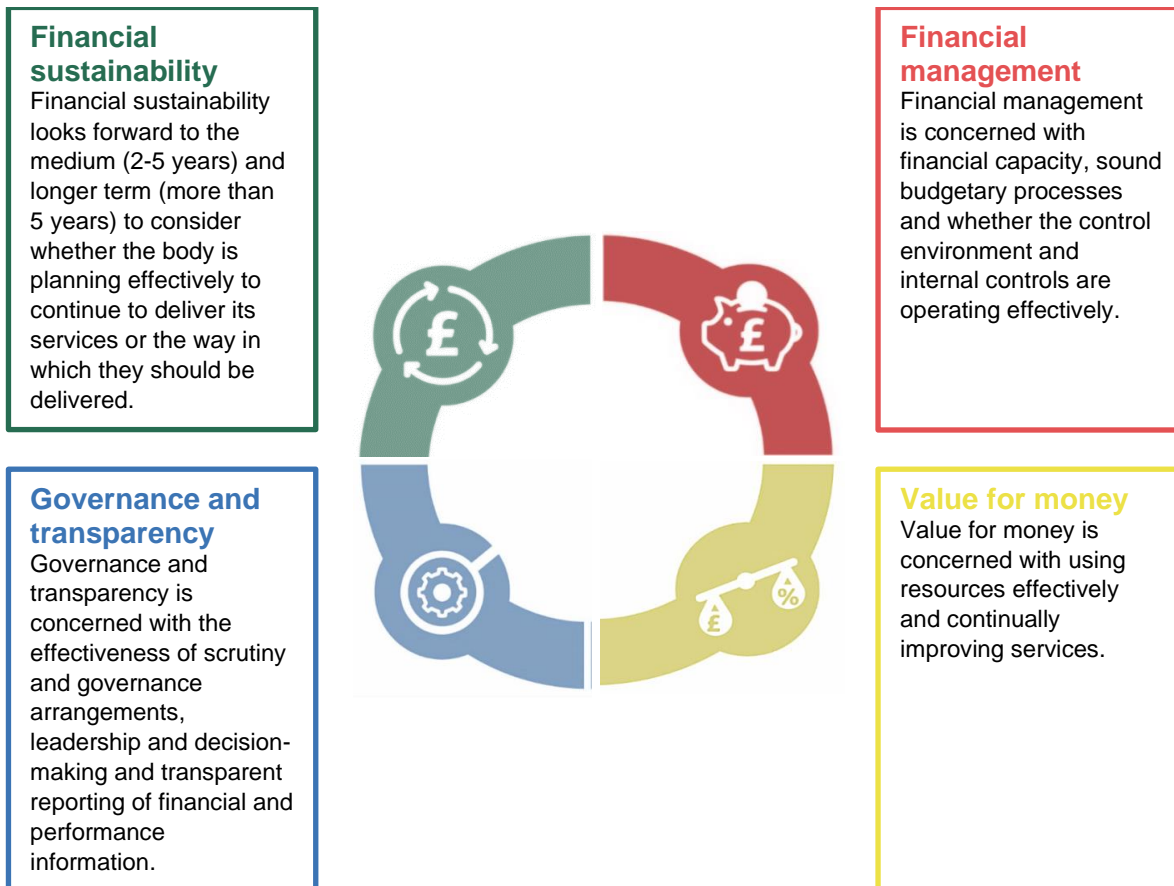 Financial
sustainability
Financial sustainability
looks forward to the
medium (2-5 years) and
longer term (more than
5 years) to consider
whether the body is
planning effectively to
continue to deliver its
services or the way in
which they should be
delivered.
Financial
management
Financial management
is concerned with
financial capacity, sound
budgetary processes
and whether the control
environment and
internal controls are
operating effectively.
£
£
Governance and
transparency
Governance and
transparency is
concerned with the
effectiveness of scrutiny
and governance
arrangements,
leadership and decision-
making and transparent
reporting of financial and
performance
information.
£
%
Value for money
Value for money is
concerned with using
resources effectively
and continually
improving services.